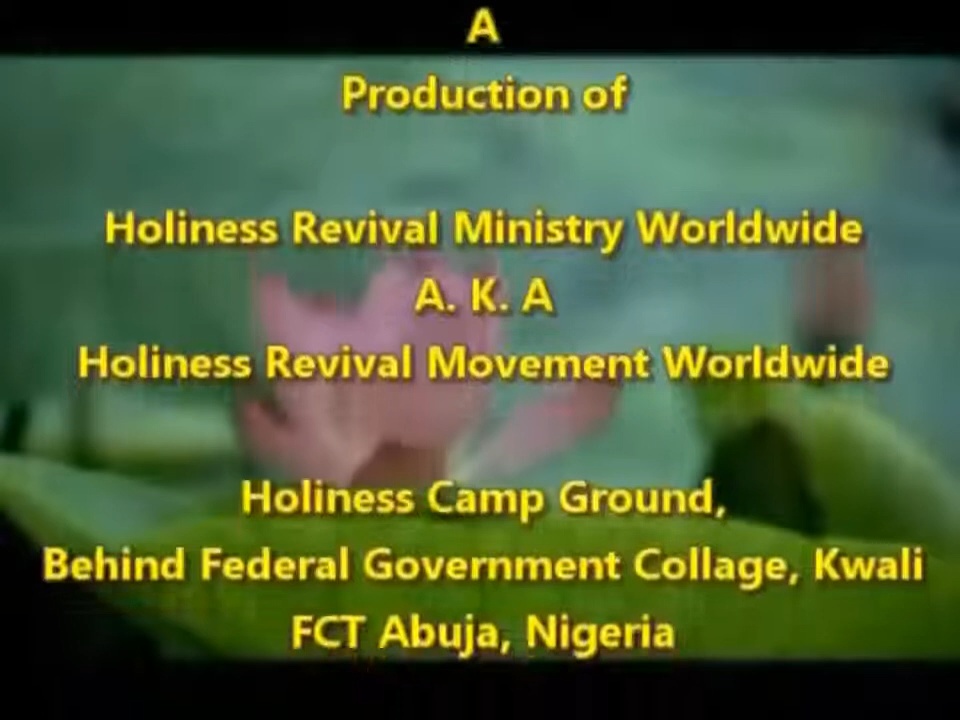 A
Production of
Holiness Revival Ministry Worldwide
A. K. A
Holiness Revival Movement Worldwide
Holiness Camp Ground,
Behind Federal Government Collage, Kwali
FCT Abuja, Nigeria